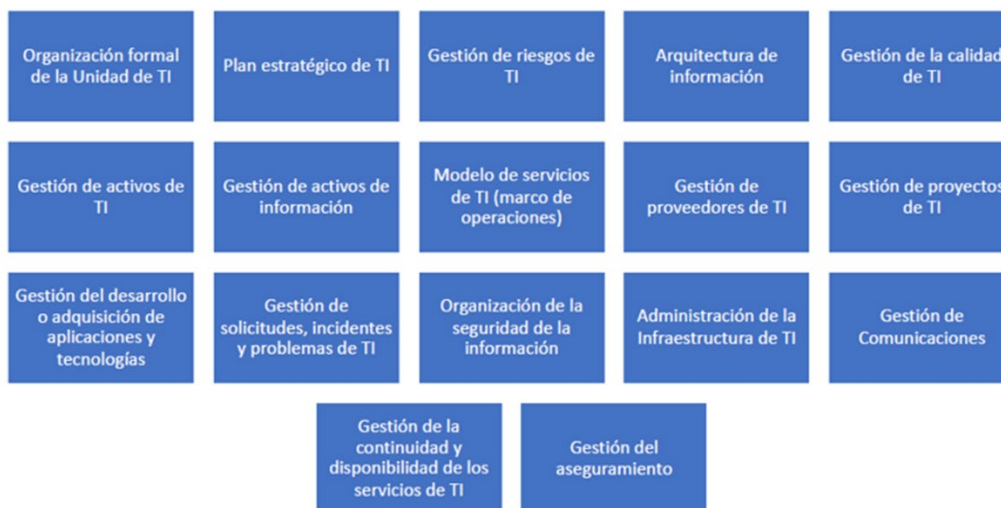 Organización formal
de la Unidad de TI
Plan estratégico de TI
Gestión de riesgos de
TI
Arquitectura de
información
Gestión de la calidad
de TI
Gestión de activos de
TI
Gestión de activos de
información
Modelo de servicios
de TI (marco de
operaciones)
Gestión de
proveedores de TI
Gestión de proyectos
de TI
Gestión del desarrollo
o adquisición de
aplicaciones y
tecnologías
Gestión de
solicitudes, incidentes
y problemas de TI
Organización de la
seguridad de la
información
Administración de la
Infraestructura de TI
Gestión de
Comunicaciones
Gestión de la
continuidad y
disponibilidad de los
servicios de TI
Gestión del
aseguramiento